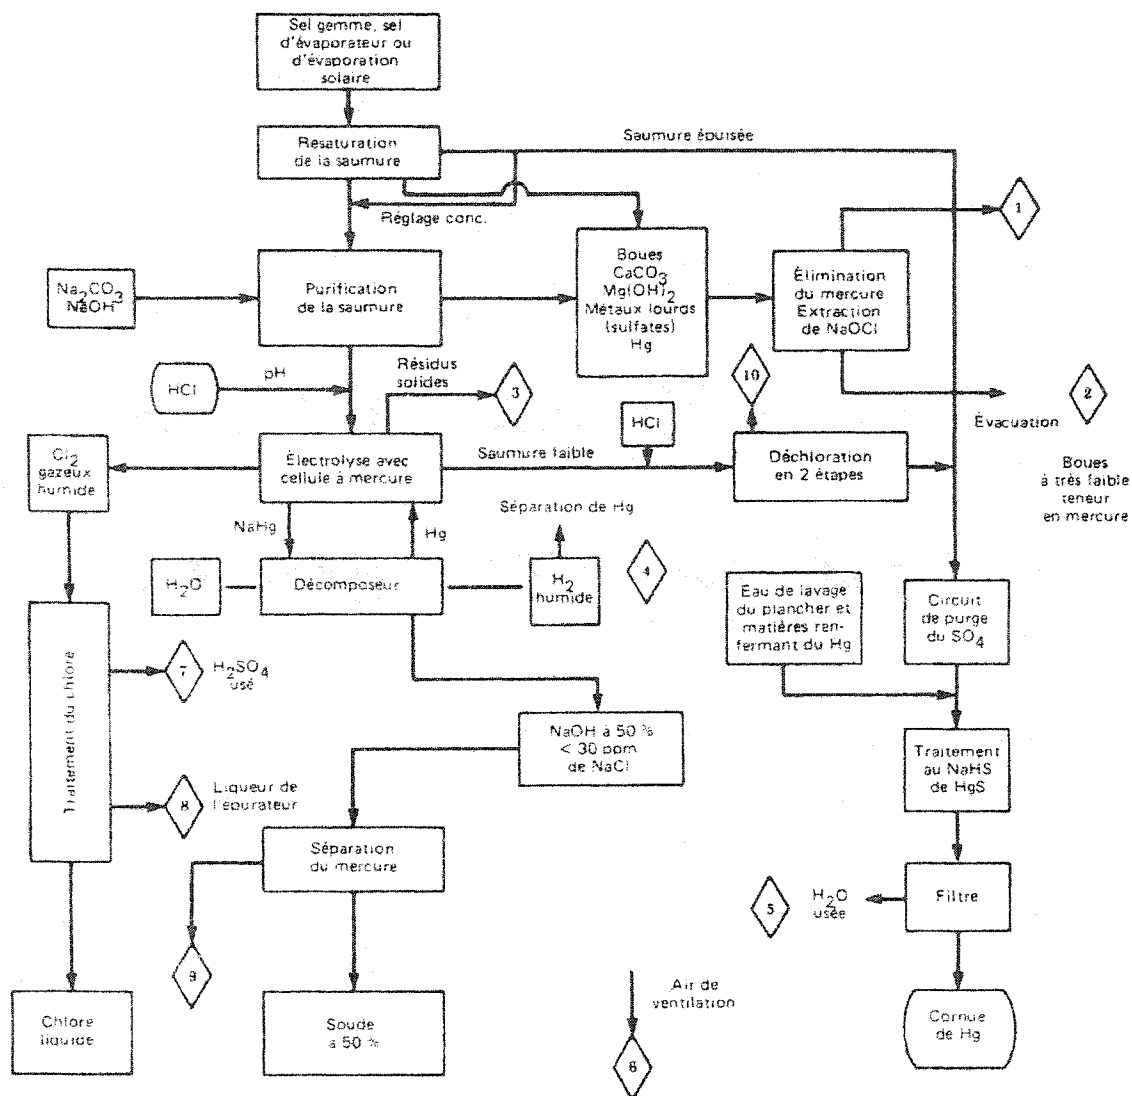 Sel gemme, sel
d'évaporateur ou
d'évaporation
solaire
Résaturation
de la saumure
Saumure épuisée
Réglage conc.
1
Na2CO3
NaOH
Purification
de la saumure
Boues
CaCO3
Mg(OH)2
Métaux lourds
(sulfates)
Hg
Élimination
du mercure
Extraction
de NaOCl
HCl
pH
Résidus
solides
3
10
2
Évacuation
Boues
à très faible
teneur
en mercure
Cl2
gazeux
humide
Électrolyse avec
cellule à mercure
Saumure faible
HCl
Déchloration
en 2 étapes
NaHg
Hg
Séparation de Hg
H2O
Décomposeur
H2
humide
4
Eau de lavage
du plancher et
matières ren-
fermant du Hg
Circuit
de purge
du SO4
Traitement du chlore
7
H2SO4
usé
NaOH à 50 %
< 30 ppm
de NaCl
Traitement
au NaHS
de HgS
8
Liqueur de
l'épurateur
Séparation
du mercure
5
H2O
usée
Filtre
9
Air de
ventilation
6
Chlore
liquide
Soude
à 50 %
Cornue
de Hg